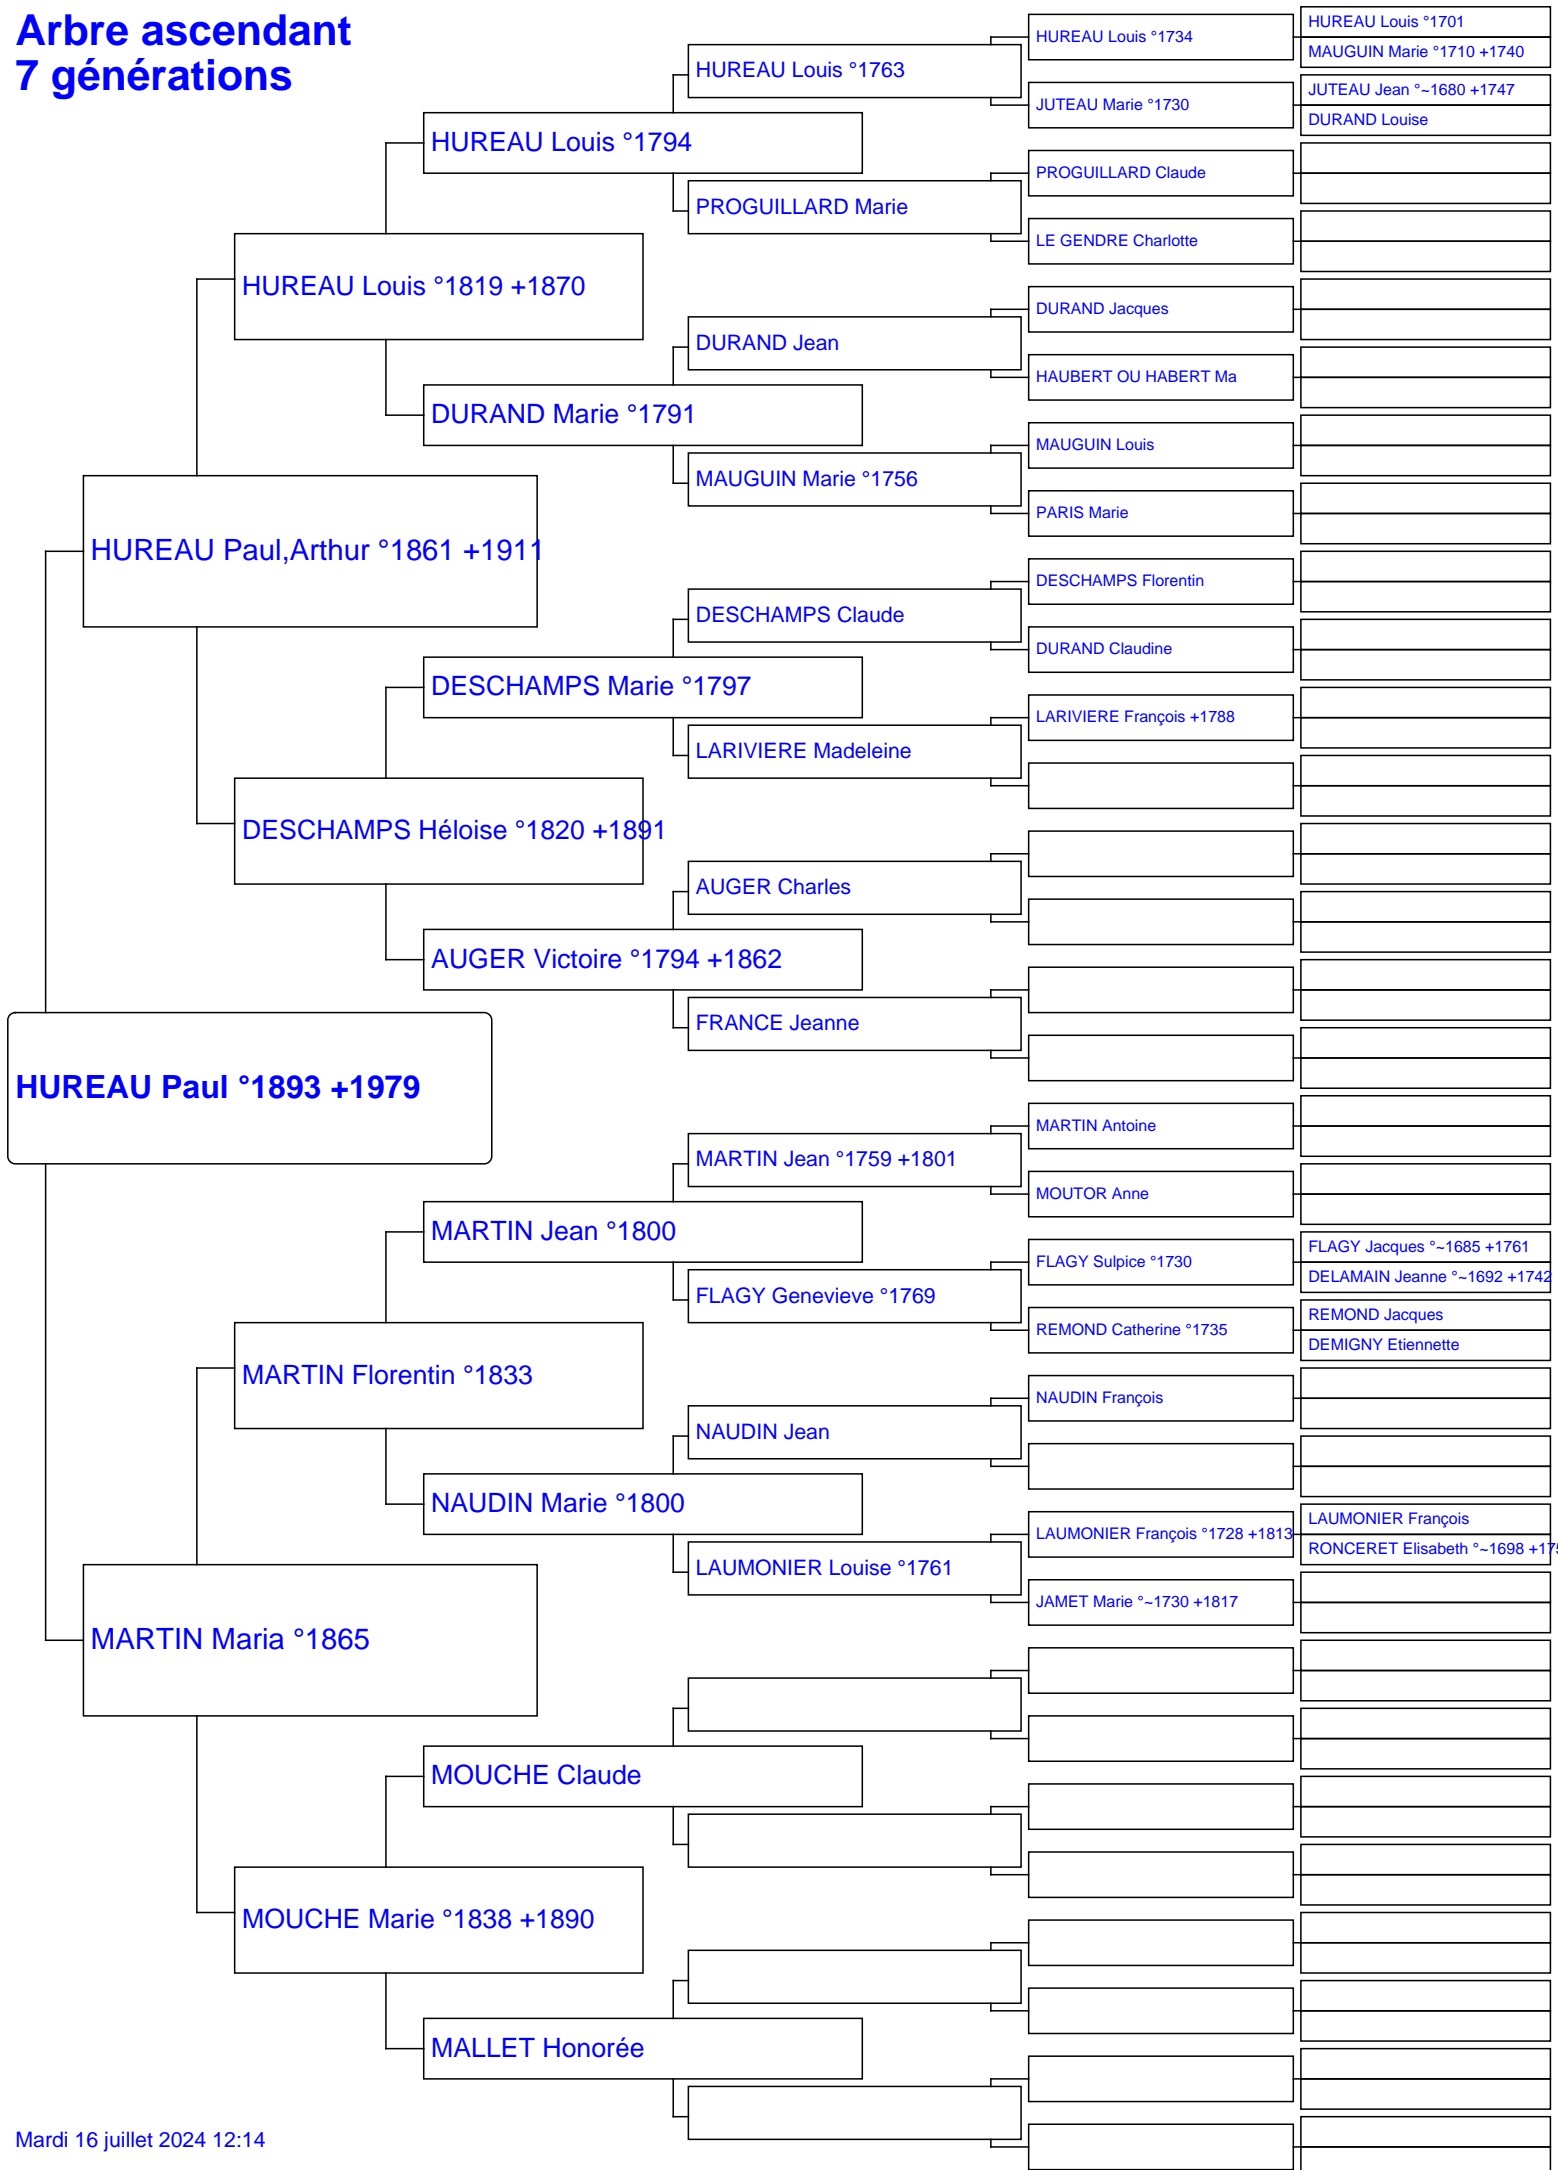 Arbre ascendant
7 générations
HUREAU Louis °1701
HUREAU Louis °1734
MAUGUIN Marie °1710 +1740
HUREAU Louis °1763
JUTEAU Jean °~1680 +1747
JUTEAU Marie °1730
DURAND Louise
HUREAU Louis °1794
PROGUILLARD Claude
PROGUILLARD Marie
LE GENDRE Charlotte
HUREAU Louis °1819 +1870
DURAND Jacques
DURAND Jean
HAUBERT OU HABERT Ma
DURAND Marie °1791
MAUGUIN Louis
MAUGUIN Marie °1756
PARIS Marie
HUREAU Paul,Arthur °1861 +1911
DESCHAMPS Florentin
DESCHAMPS Claude
DURAND Claudine
DESCHAMPS Marie °1797
LARIVIERE François +1788
LARIVIERE Madeleine
DESCHAMPS Héloise °1820 +1891
AUGER Charles
AUGER Victoire °1794 +1862
FRANCE Jeanne
HUREAU Paul °1893 +1979
MARTIN Antoine
MARTIN Jean °1759 +1801
MOUTOR Anne
MARTIN Jean °1800
FLAGY Jacques °~1685 +1761
FLAGY Sulpice °1730
DELAMAIN Jeanne °~1692 +1742
FLAGY Genevieve °1769
REMOND Jacques
REMOND Catherine °1735
DEMIGNY Etiennette
MARTIN Florentin °1833
NAUDIN François
NAUDIN Jean
NAUDIN Marie °1800
LAUMONIER François
LAUMONIER François °1728 +1813
RONCERET Elisabeth °~1698
LAUMONIER Louise °1761
JAMET Marie °~1730 +1817
MARTIN Maria °1865
MOUCHE Claude
MOUCHE Marie °1838 +1890
MALLET Honorée
Mardi 16 juillet 2024 12:14